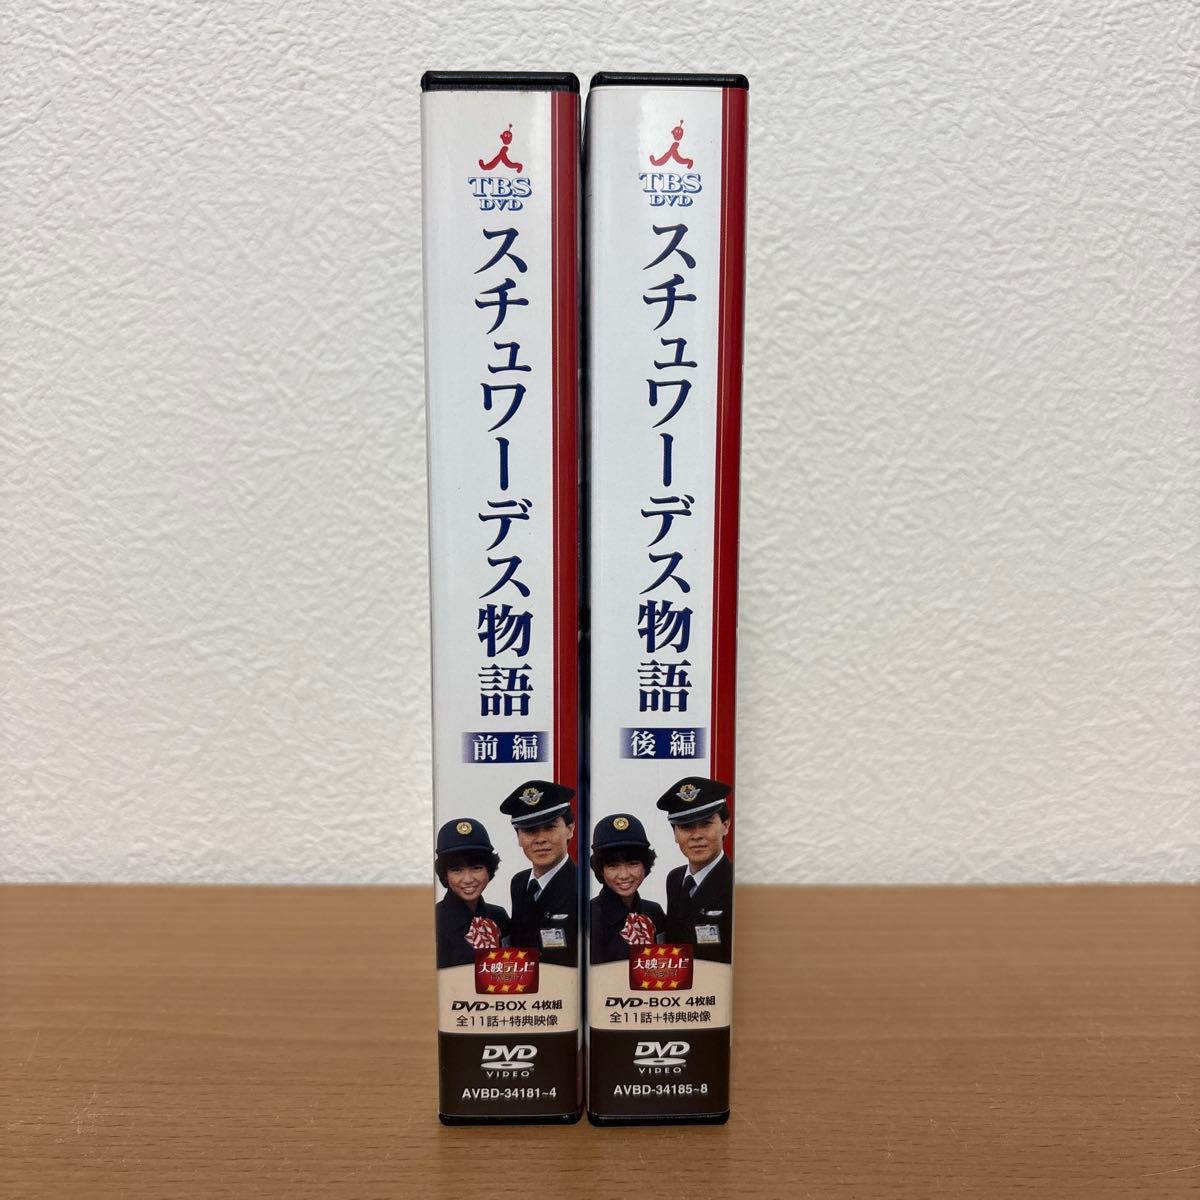 TBS
DVD
スチュワーデス物語
前編
大映テレビ
DVD-BOX 4枚組
全11話+特典映像
DVD
VIDEO
AVBD-34181~4
TBS
DVD
スチュワーデス物語
後編
大映テレビ
DVD-BOX 4枚組
全11話+特典映像
DVD
VIDEO
AVBD-34185~8